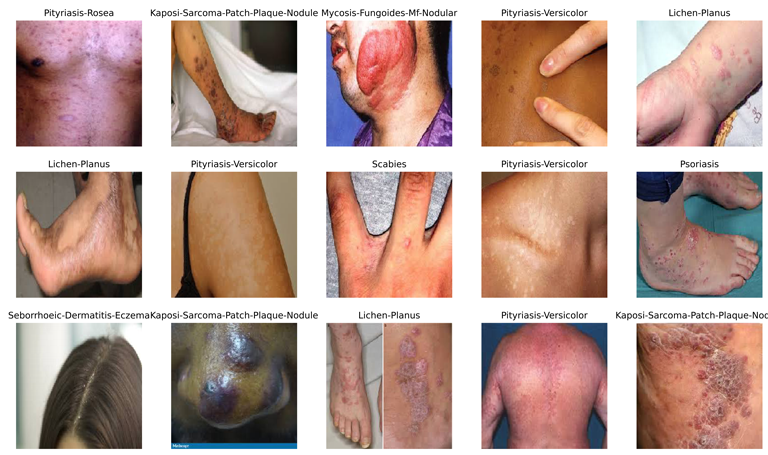 Pityriasis-Rosea
Kaposi-Sarcoma-Patch-Plaque-Nodule
Mycosis-Fungoides-Mf-Nodular
Pityriasis-Versicolor
Lichen-Planus
Lichen-Planus
Pityriasis-Versicolor
Scabies
Pityriasis-Versicolor
Psoriasis
Seborrhoeic-Dermatitis-Eczema
Kaposi-Sarcoma-Patch-Plaque-Nodule
Lichen-Planus
Pityriasis-Versicolor
Kaposi-Sarcoma-Patch-Plaque-Nod